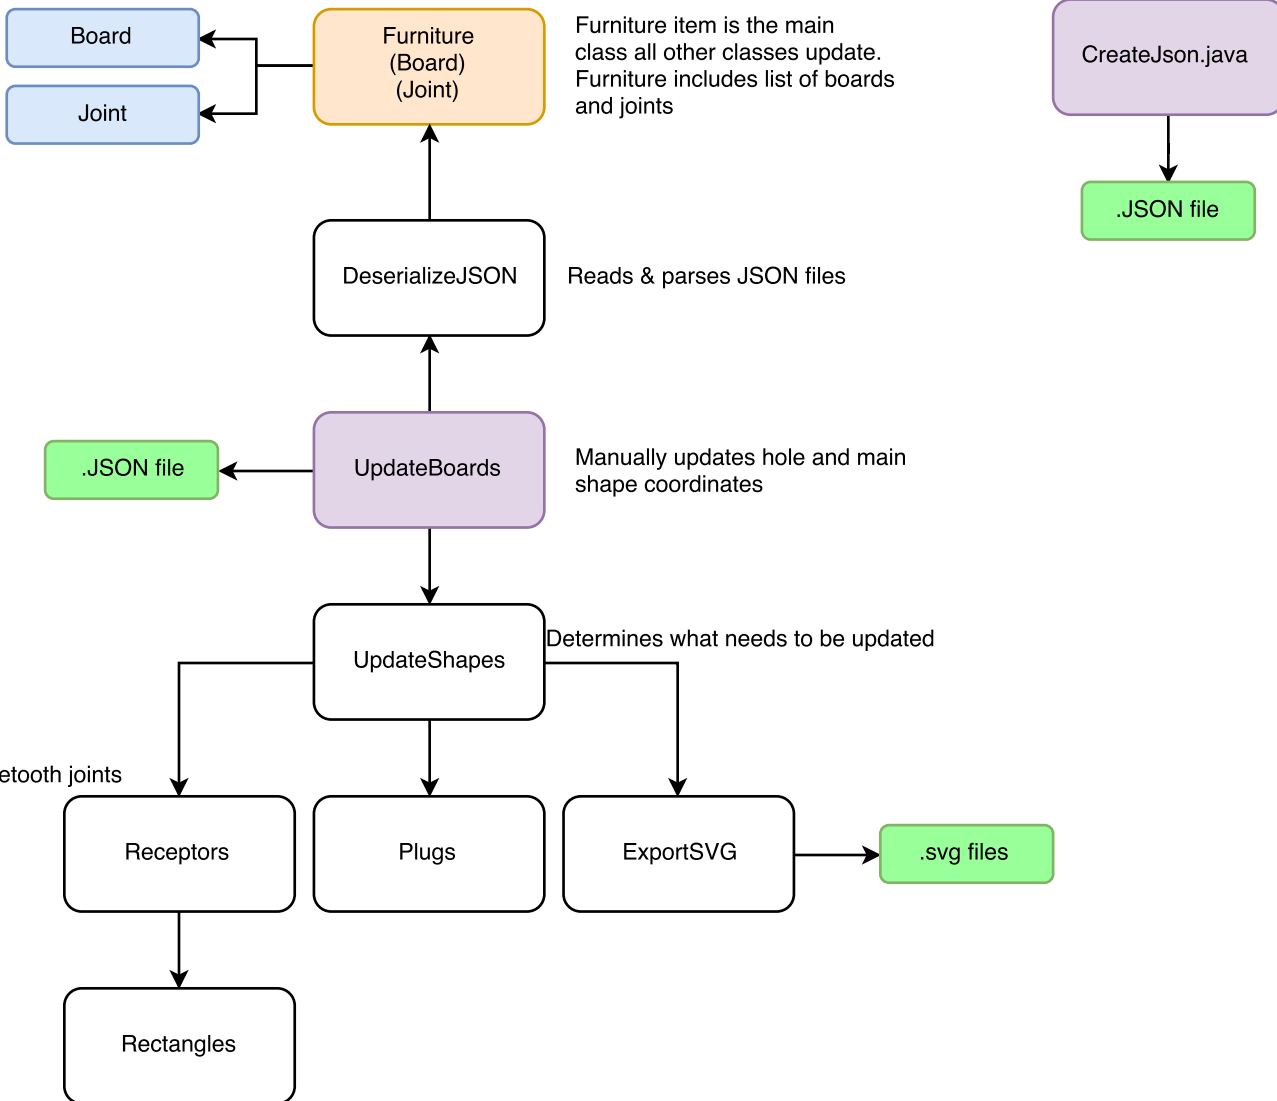 Board
Joint
Furniture
(Board)
(Joint)
Furniture item is the main
class all other classes update.
Furniture includes list of boards
and joints
CreateJson.java
.JSON file
DeserializeJSON
Reads & parses JSON files
.JSON file
UpdateBoards
Manually updates hole and main
shape coordinates
UpdateShapes
Determines what needs to be updated
joints
Receptors
Plugs
ExportSVG
.svg files
Rectangles